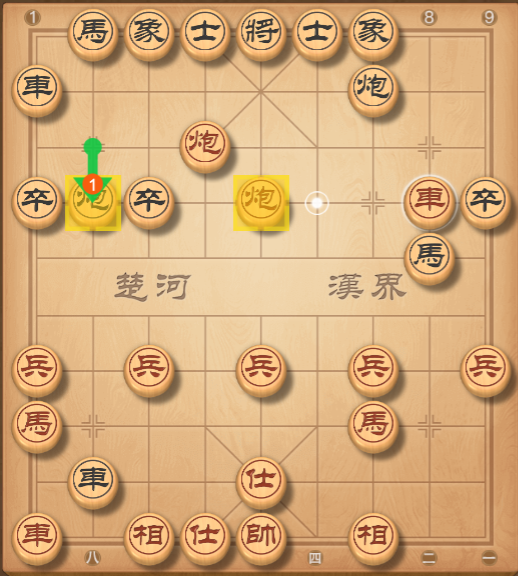 1 8 9
馬 象 士 將 士 象
車 炮
炮
1
卒 炮 卒 炮 車 卒
馬
楚河 漢界
兵 兵 兵 兵 兵
馬 馬
車 仕
車 相 仕 帥 相
八 四 二 一